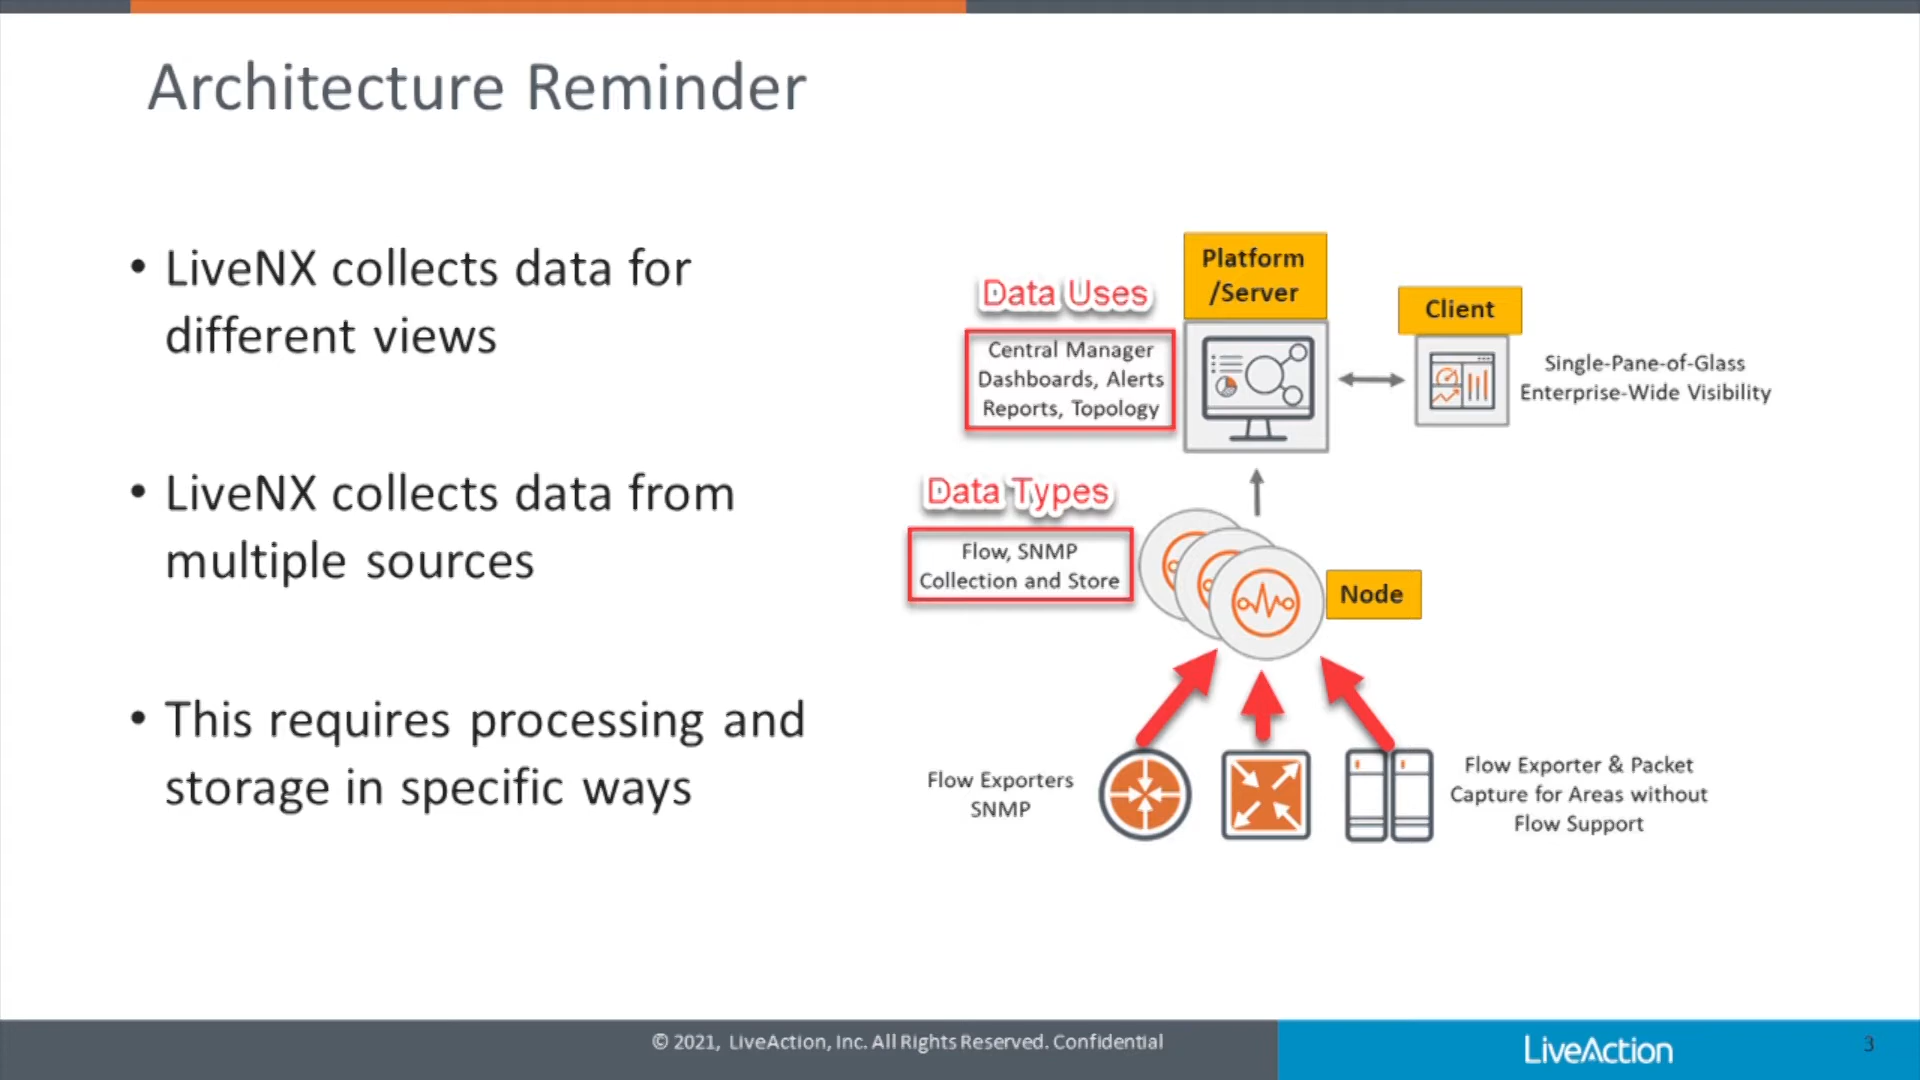 Architecture Reminder
• LiveNX collects data for
different views
• LiveNX collects data from
multiple sources
• This requires processing and
storage in specific ways
Data Uses
Central Manager
Dashboards, Alerts
Reports, Topology
Platform
/Server
Client
Single-Pane-of-Glass
Enterprise-Wide Visibility
Data Types
Flow, SNMP
Collection and Store
Node
Flow Exporters
SNMP
Flow Exporter & Packet
Capture for Areas without
Flow Support
© 2021, LiveAction, Inc. All Rights Reserved. Confidential
LiveAction
3